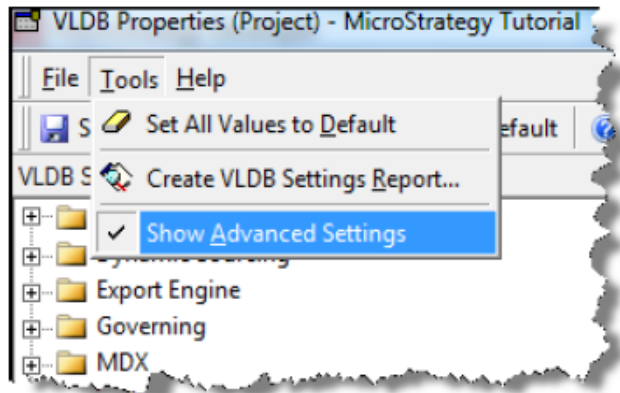 VLDB Properties (Project) - MicroStrategy Tutorial
File Tools Help
Set All Values to Default
VLDB
Create VLDB Settings Report...
Show Advanced Settings
Export Engine
Governing
MDX